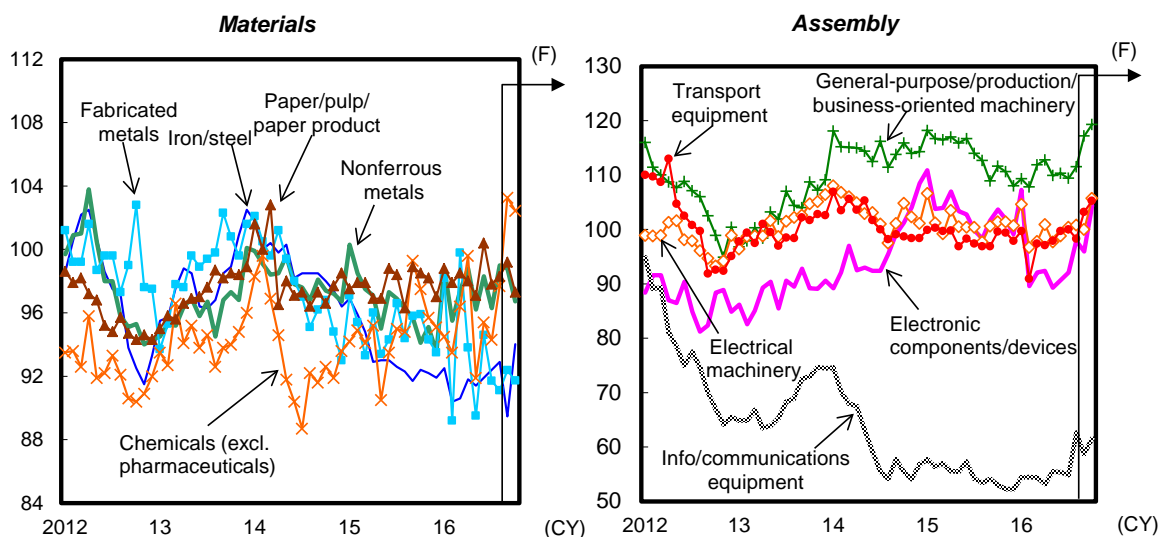 Materials
112
108
104
100
96
92
88
84
2012
13
14
15
16
(CY)
(F)
Fabricated
metals
Iron/steel
Paper/pulp/
paper product
Nonferrous
metals
Chemicals (excl.
pharmaceuticals)
Assembly
130
120
110
100
90
80
70
60
50
2012
13
14
15
16
(CY)
(F)
Transport
equipment
General-purpose/production/
business-oriented machinery
Electronic
components/devices
Electrical
machinery
Info/communications
equipment